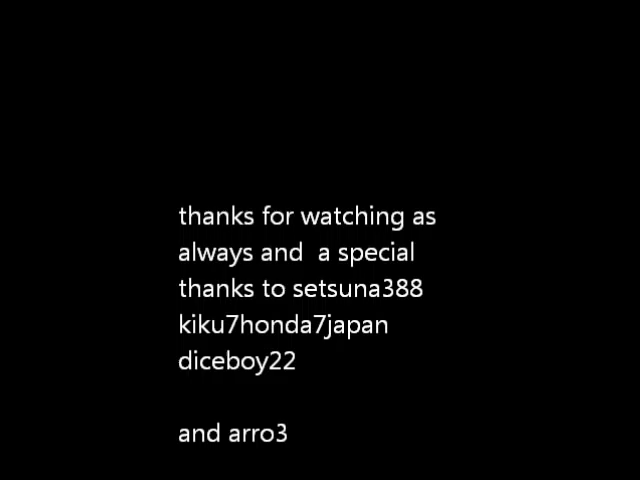 thanks for watching as
always and  a special
thanks to setsuna388
kiku7honda7japan
diceboy22
and arro3